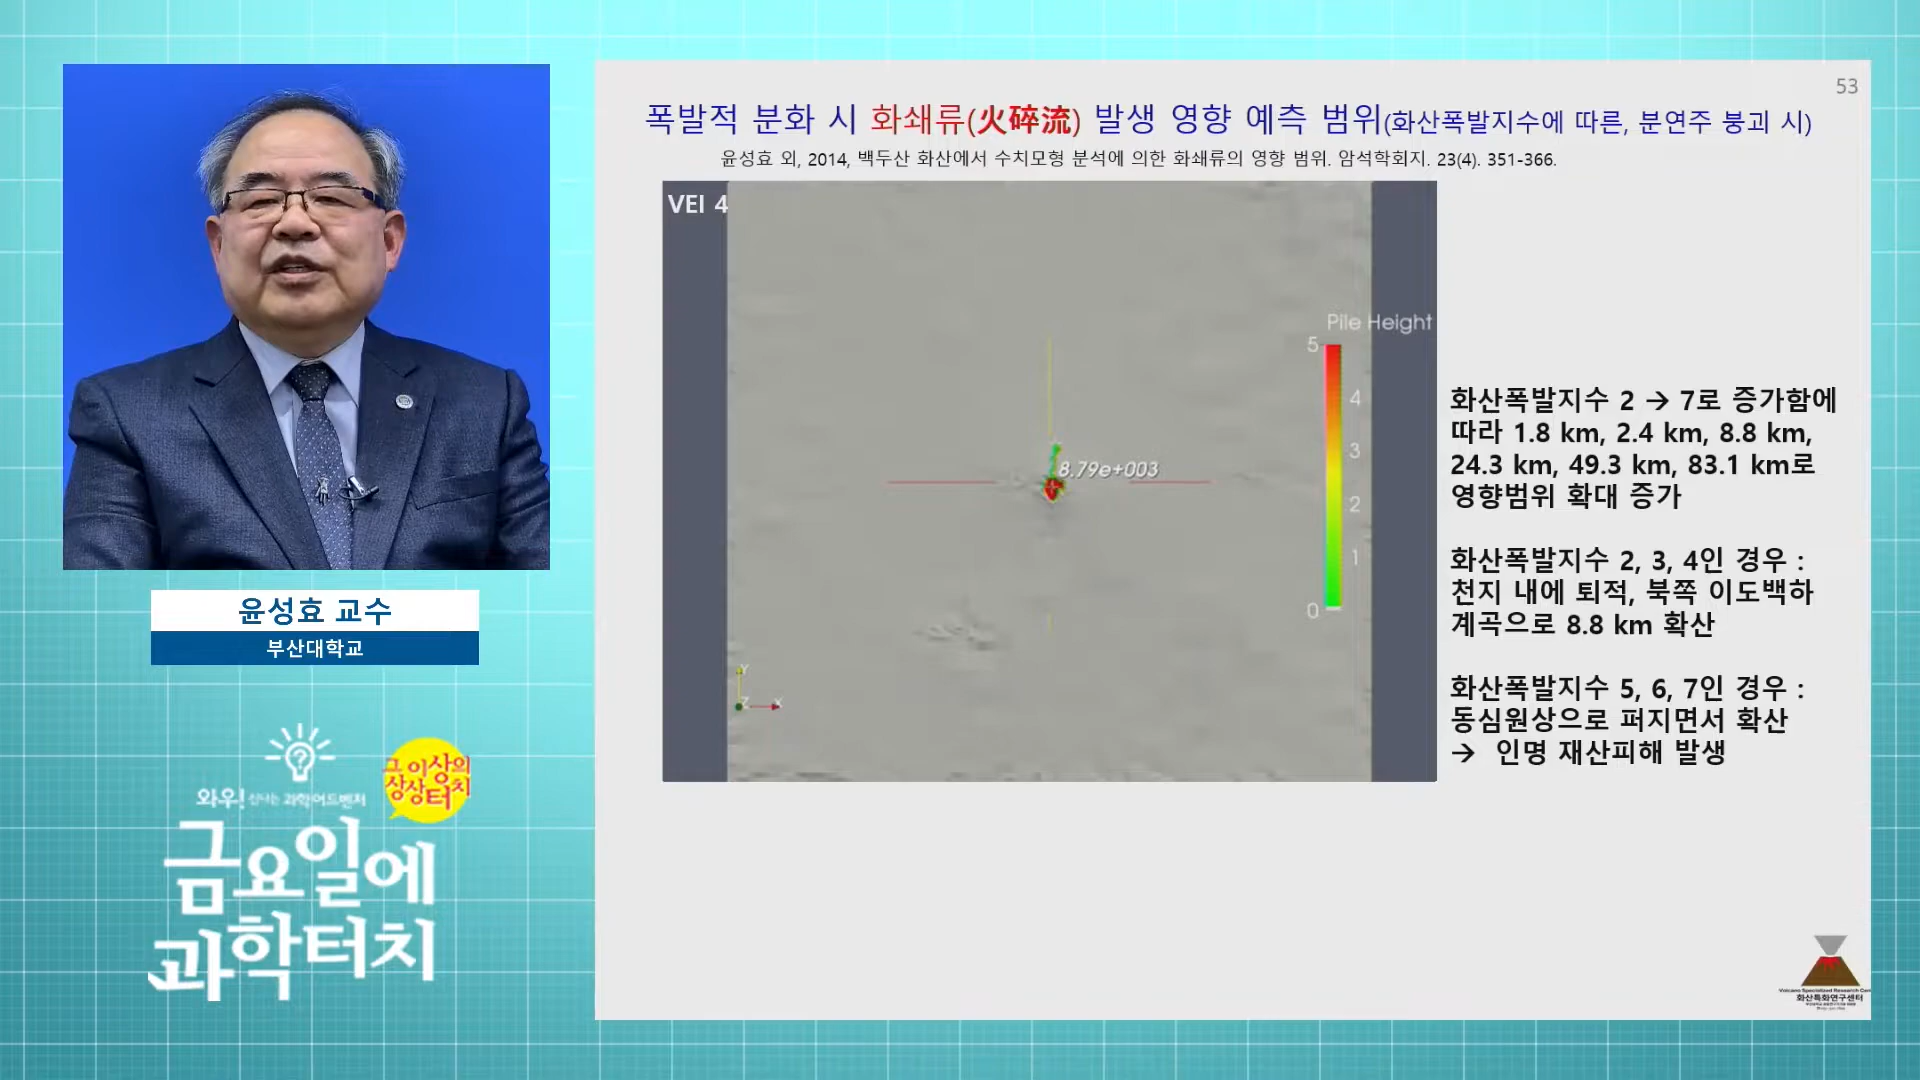 53
폭발적 분화 시 화쇄류(火碎流) 발생 영향 예측 범위(화산폭발지수에 따른, 분연주 붕괴 시)
윤성효 외, 2014, 백두산 화산에서 수치모형 분석에 의한 화쇄류의 영향 범위. 암석학회지. 23(4). 351-366.
VEI 4
Pile Height
5
4
3
2
1
0
8.79e+003
Y
Z
X
화산폭발지수 2 → 7로 증가함에
따라 1.8 km, 2.4 km, 8.8 km,
24.3 km, 49.3 km, 83.1 km로
영향범위 확대 증가
화산폭발지수 2, 3, 4인 경우 :
천지 내에 퇴적, 북쪽 이도백하
계곡으로 8.8 km 확산
화산폭발지수 5, 6, 7인 경우 :
동심원상으로 퍼지면서 확산
→ 인명 재산피해 발생
윤성효 교수
부산대학교
와우! 신나는 과학어드벤처
그 이상의
상상터치
금요일에
과학터치
화산특화연구센터